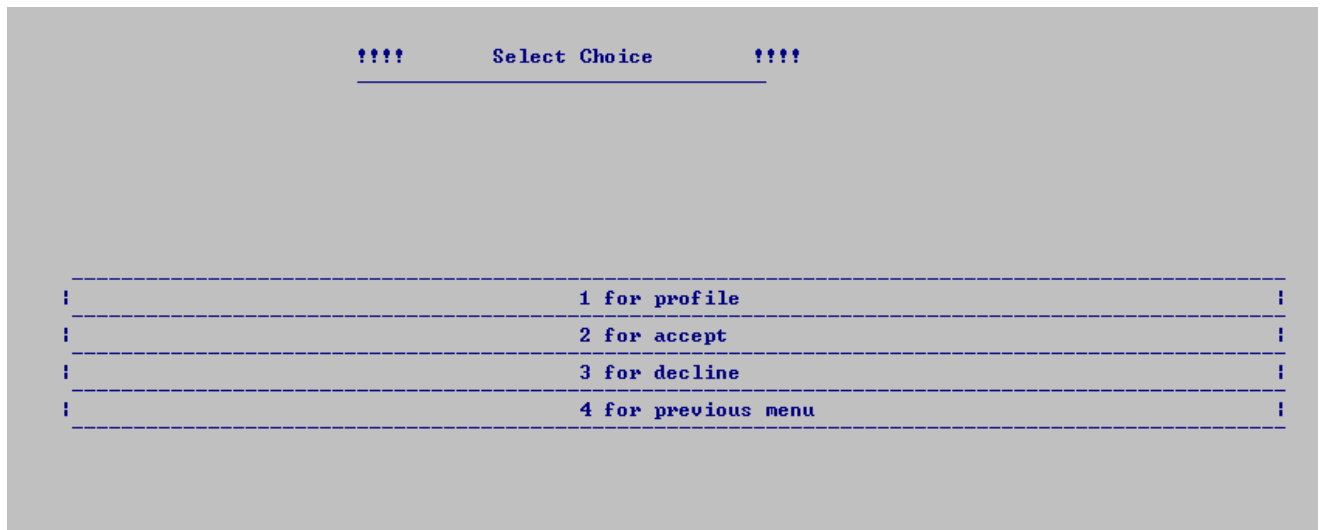 !!!! Select Choice !!!!
1 for profile
2 for accept
3 for decline
4 for previous menu